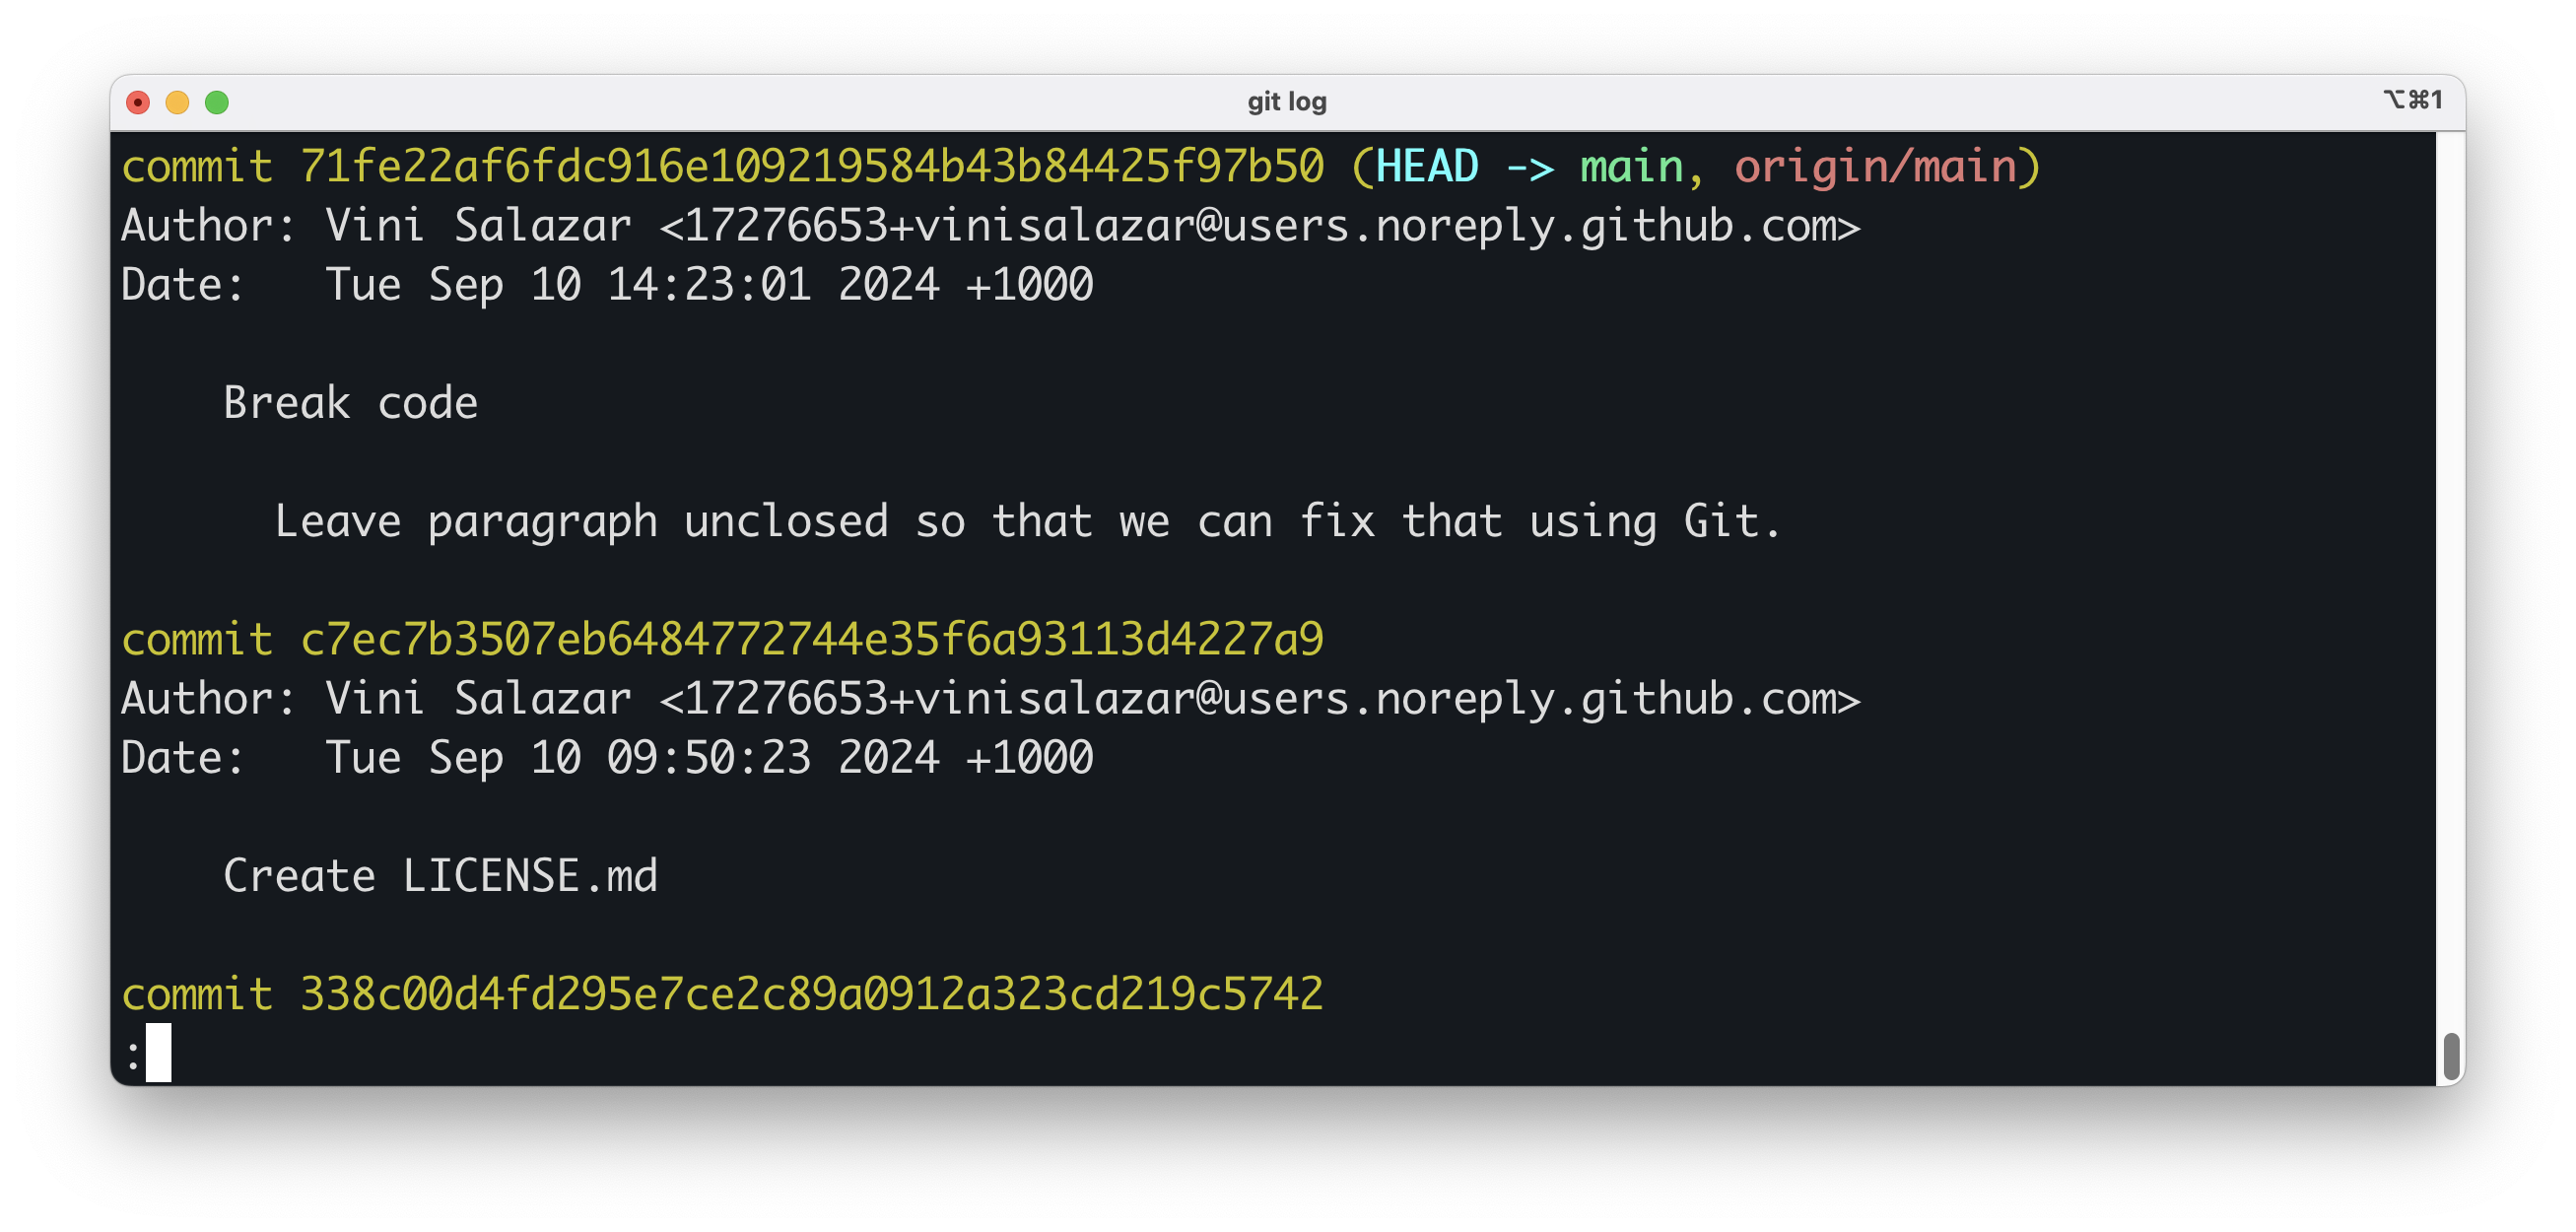 git log
⌥⌘1
commit 71fe22af6fdc916e109219584b43b84425f97b50 (HEAD -> main, origin/main)
Author: Vini Salazar <17276653+vinisalazar@users.noreply.github.com>
Date:   Tue Sep 10 14:23:01 2024 +1000
Break code
Leave paragraph unclosed so that we can fix that using Git.
commit c7ec7b3507eb6484772744e35f6a93113d4227a9
Author: Vini Salazar <17276653+vinisalazar@users.noreply.github.com>
Date:   Tue Sep 10 09:50:23 2024 +1000
Create LICENSE.md
commit 338c00d4fd295e7ce2c89a0912a323cd219c5742
: